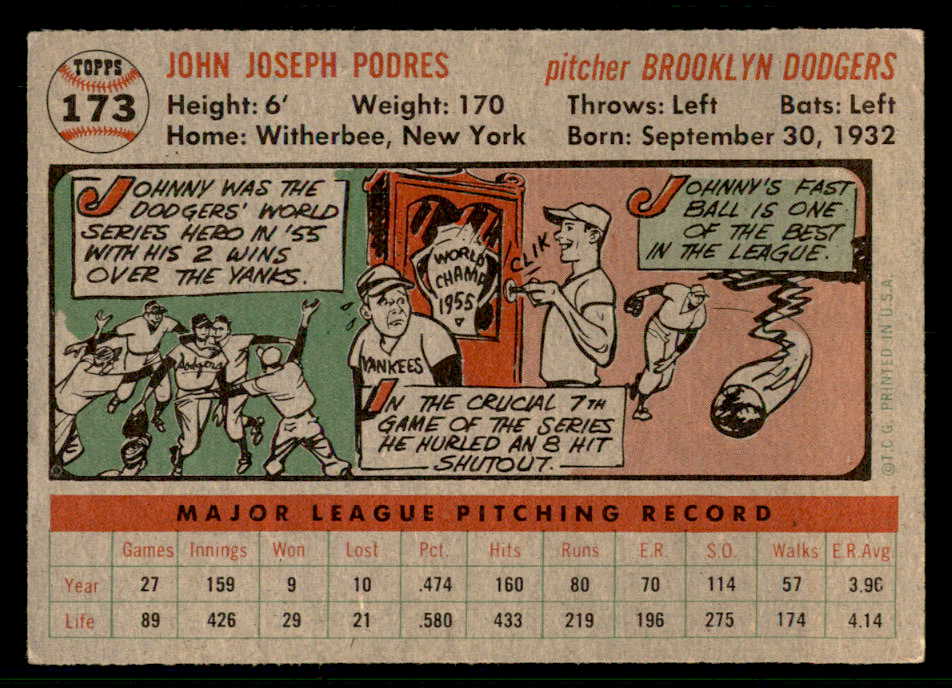 TOPPS
173
JOHN JOSEPH PODRES
pitcher BROOKLYN DODGERS
Height: 6' Weight: 170 Throws: Left Bats: Left
Home: Witherbee, New York Born: September 30, 1932
JOHNNY WAS THE
DODGERS' WORLD
SERIES HERO IN '55
WITH HIS 2 WINS
OVER THE YANKS.
Dodgers
WORLD
CHAMP
1955
CLIK
YANKEES
IN THE CRUCIAL 7TH
GAME OF THE SERIES
HE HURLED AN 8 HIT
SHUTOUT.
JOHNNY'S FAST
BALL IS ONE
OF THE BEST
IN THE LEAGUE.
©T.C.G. PRINTED IN U.S.A
MAJOR LEAGUE PITCHING RECORD
Games Innings Won Lost Pct. Hits Runs E.R. S.O. Walks E.R.Avg.
Year 27 159 9 10 .474 160 80 70 114 57 3.96
Life 89 426 29 21 .580 433 219 196 275 174 4.14